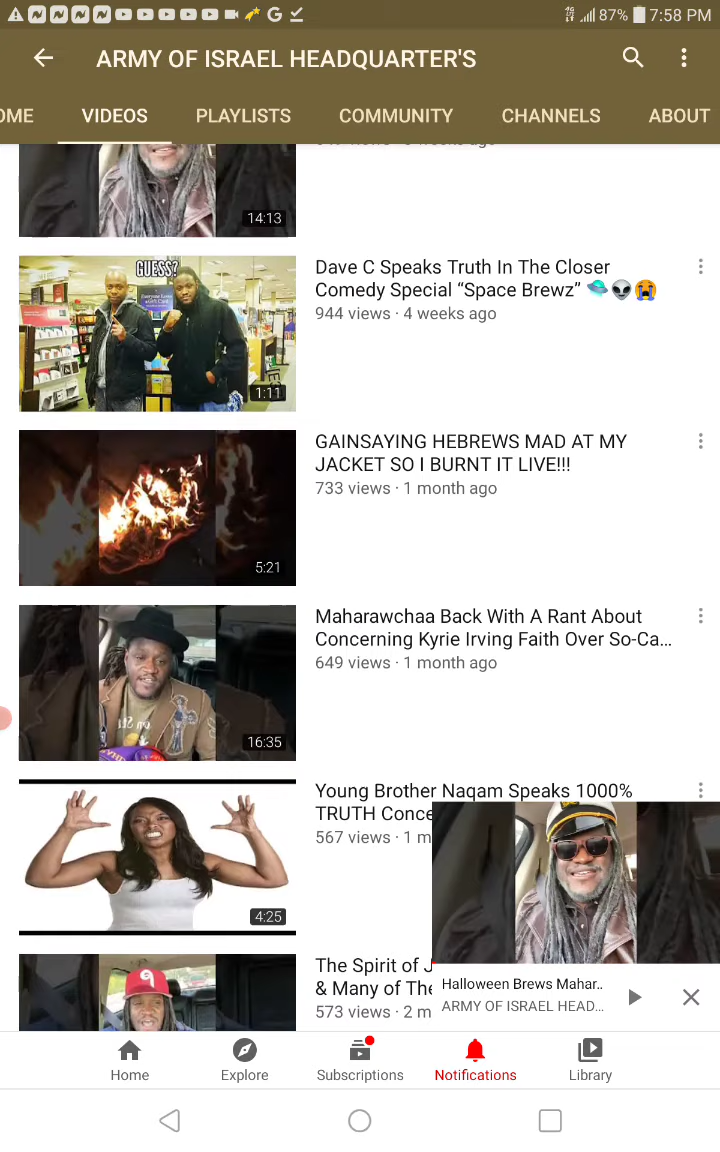 87% 7:58 PM
ARMY OF ISRAEL HEADQUARTER'S
OME VIDEOS PLAYLISTS COMMUNITY CHANNELS ABOUT
14:13
GUESS?
1:11
Dave C Speaks Truth In The Closer
Comedy Special “Space Brewz” 🛸👽😭
944 views · 4 weeks ago
5:21
GAINSAYING HEBREWS MAD AT MY
JACKET SO I BURNT IT LIVE!!!
733 views · 1 month ago
16:35
Maharawchaa Back With A Rant About
Concerning Kyrie Irving Faith Over So-Ca...
649 views · 1 month ago
4:25
Young Brother Naqam Speaks 1000%
TRUTH Conce
567 views · 1 m
The Spirit of J
& Many of The
573 views · 2 m
Halloween Brews Mahar..
ARMY OF ISRAEL HEAD...
Home Explore Subscriptions Notifications Library